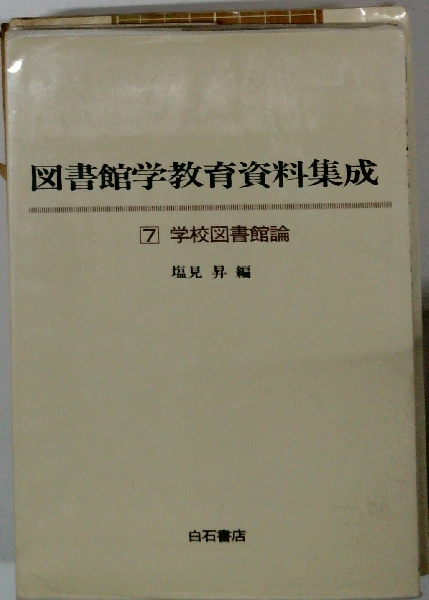 図書館学教育資料集成
7 学校図書館論
塩見 昇 編
白石書店